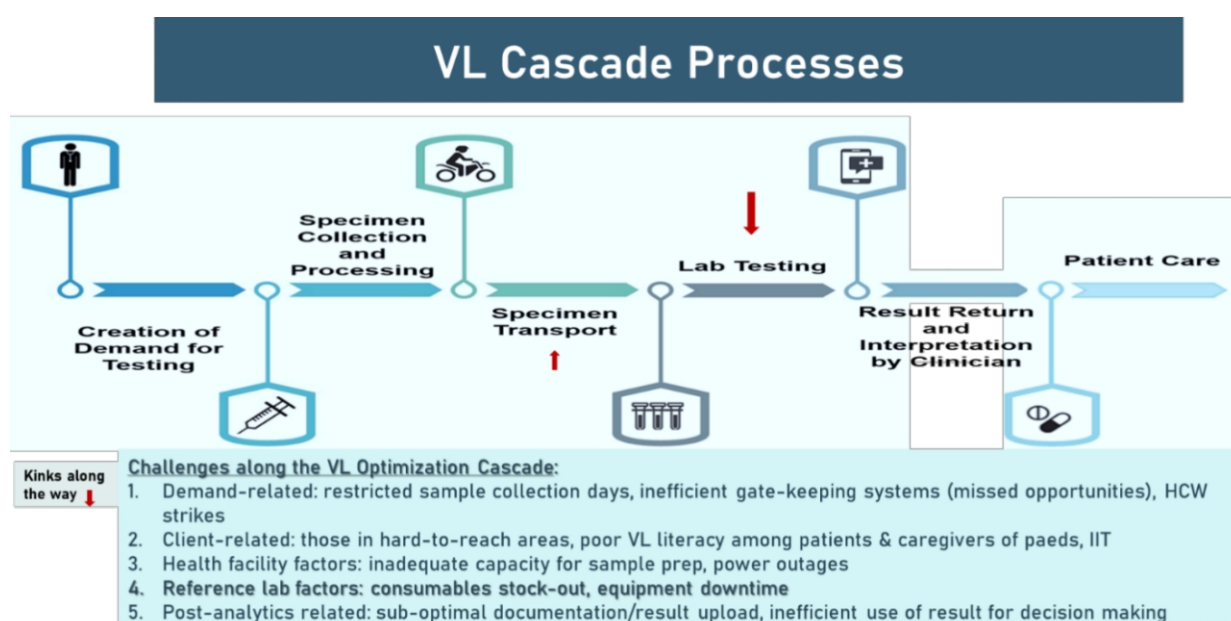 VL Cascade Processes
Specimen
Collection
and
Processing
Lab Testing
Patient Care
Creation of
Demand for
Testing
Specimen
Transport
Result Return
and
Interpretation
by Clinician
Kinks along
the way
Challenges along the VL Optimization Cascade:
1. Demand-related: restricted sample collection days, inefficient gate-keeping systems (missed opportunities), HCW
strikes
2. Client-related: those in hard-to-reach areas, poor VL literacy among patients & caregivers of paeds, IIT
3. Health facility factors: inadequate capacity for sample prep, power outages
4. Reference lab factors: consumables stock-out, equipment downtime
5. Post-analytics related: sub-optimal documentation/result upload, inefficient use of result for decision making